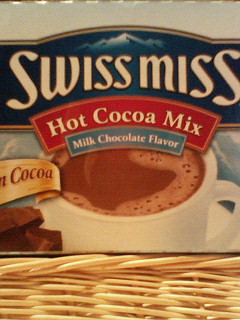 SWISS MISS
Hot Cocoa Mix
Milk Chocolate Flavor
n Cocoa